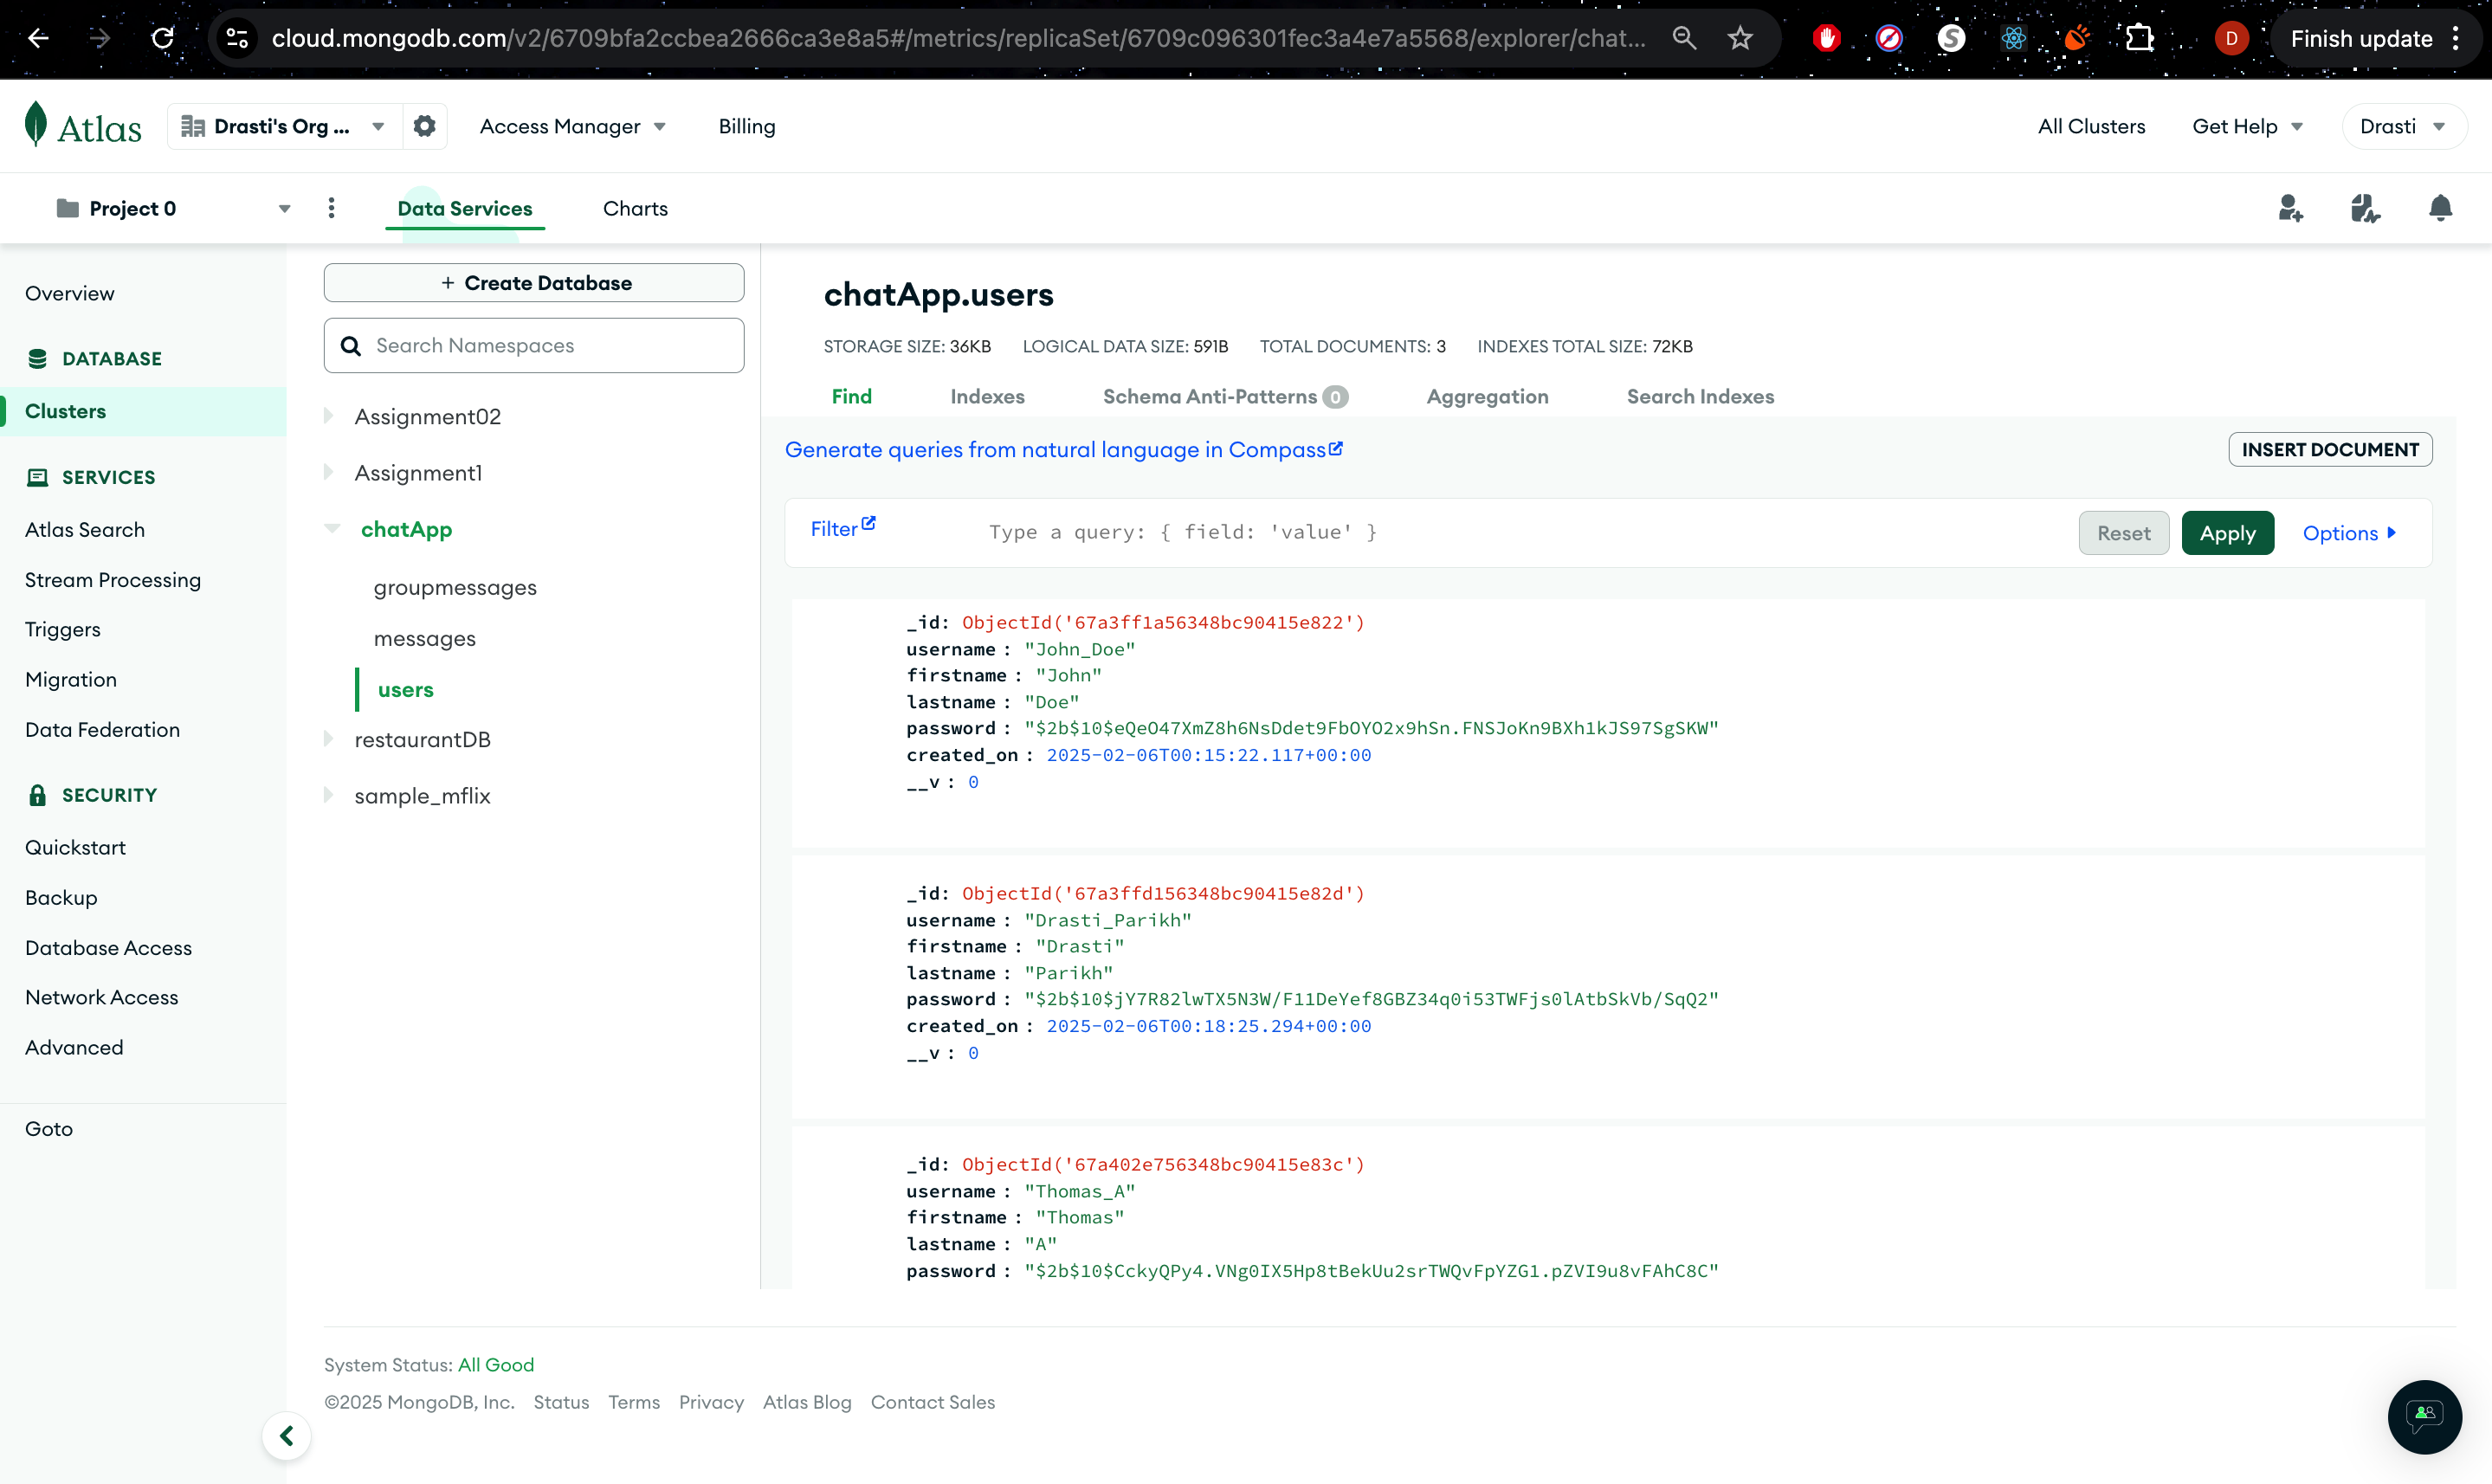 cloud.mongodb.com/v2/6709bfa2ccbea2666ca3e8a5#/metrics/replicaSet/6709c096301fec3a4e7a5568/explorer/chat...
S
D
Finish update
Atlas
Drasti's Org ...
Access Manager
Billing
All Clusters
Get Help
Drasti
Project 0
Data Services
Charts
Overview
DATABASE
Clusters
SERVICES
Atlas Search
Stream Processing
Triggers
Migration
Data Federation
SECURITY
Quickstart
Backup
Database Access
Network Access
Advanced
Goto
+ Create Database
Search Namespaces
Assignment02
Assignment1
chatApp
groupmessages
messages
users
restaurantDB
sample_mflix
chatApp.users
STORAGE SIZE: 36KB LOGICAL DATA SIZE: 591B TOTAL DOCUMENTS: 3 INDEXES TOTAL SIZE: 72KB
Find Indexes Schema Anti-Patterns 0 Aggregation Search Indexes
Generate queries from natural language in Compass
INSERT DOCUMENT
Filter
Type a query: { field: 'value' }
Reset
Apply
Options
_id: ObjectId('67a3ff1a56348bc90415e822')
username : "John_Doe"
firstname : "John"
lastname : "Doe"
password : "$2b$10$eQeO47XmZ8h6NsDdet9FbOYO2x9hSn.FNSJoKn9BXh1kJS97SgSKW"
created_on : 2025-02-06T00:15:22.117+00:00
__v : 0
_id: ObjectId('67a3ffd156348bc90415e82d')
username : "Drasti_Parikh"
firstname : "Drasti"
lastname : "Parikh"
password : "$2b$10$jY7R82lwTX5N3W/F11DeYef8GBZ34q0i53TWFjs0lAtbSkVb/SqQ2"
created_on : 2025-02-06T00:18:25.294+00:00
__v : 0
_id: ObjectId('67a402e756348bc90415e83c')
username : "Thomas_A"
firstname : "Thomas"
lastname : "A"
password : "$2b$10$CckyQPy4.VNg0IX5Hp8tBekUu2srTWQvFpYZG1.pZVI9u8vFAhC8C"
System Status: All Good
©2025 MongoDB, Inc. Status Terms Privacy Atlas Blog Contact Sales